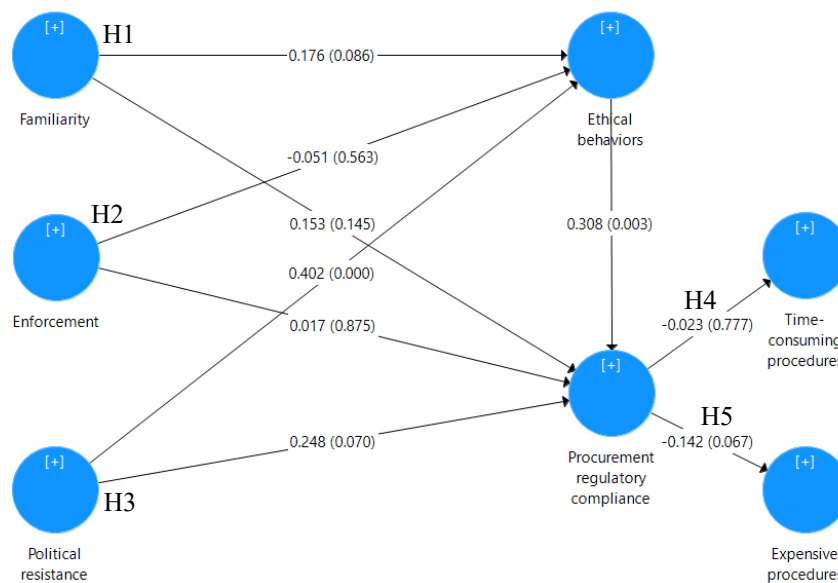 [+]
H1
Familiarity
0.176 (0.086)
[+]
Ethical
behaviors
-0.051 (0.563)
[+]
H2
Enforcement
0.153 (0.145)
0.308 (0.003)
0.402 (0.000)
0.017 (0.875)
[+]
Time-
consuming
procedures
H4
-0.023 (0.777)
[+]
Procurement
regulatory
compliance
H5
-0.142 (0.067)
0.248 (0.070)
[+]
H3
Political
resistance
[+]
Expensive
procedures